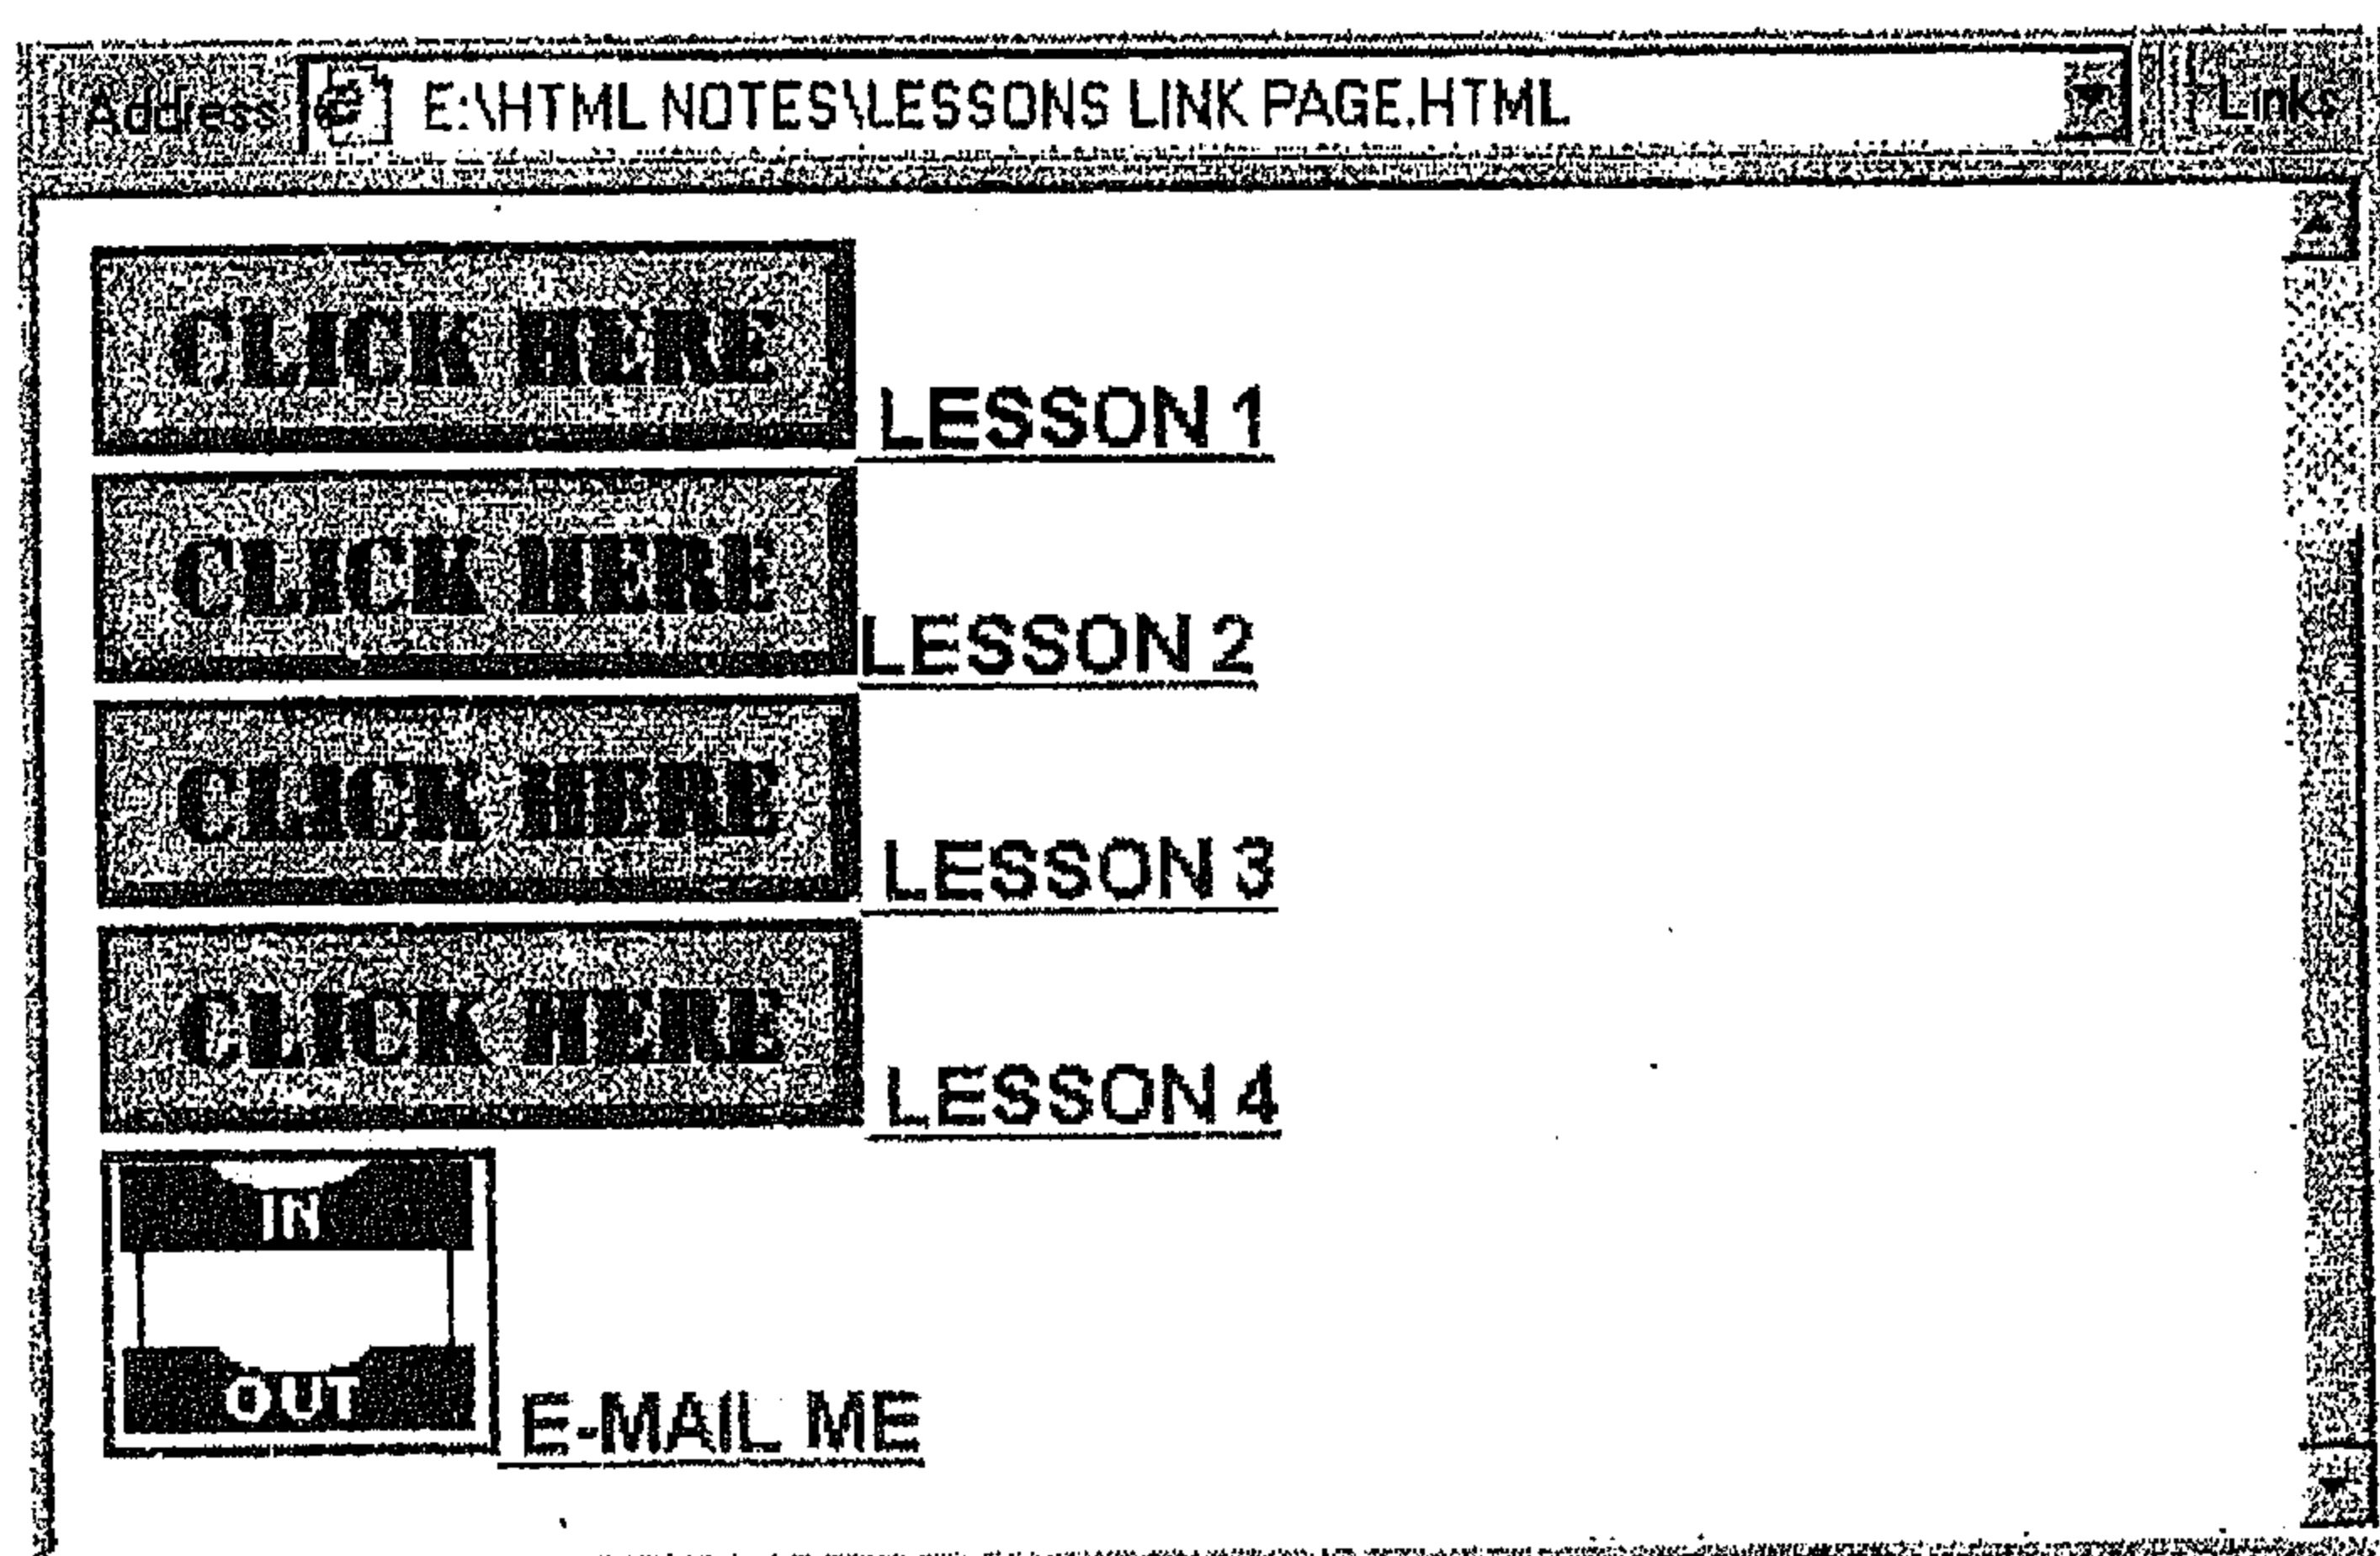 Address E:\HTML NOTES\LESSONS LINK PAGE.HTML Links
CLICK HERE LESSON 1
CLICK HERE LESSON 2
CLICK HERE LESSON 3
CLICK HERE LESSON 4
IN
OUT E-MAIL ME